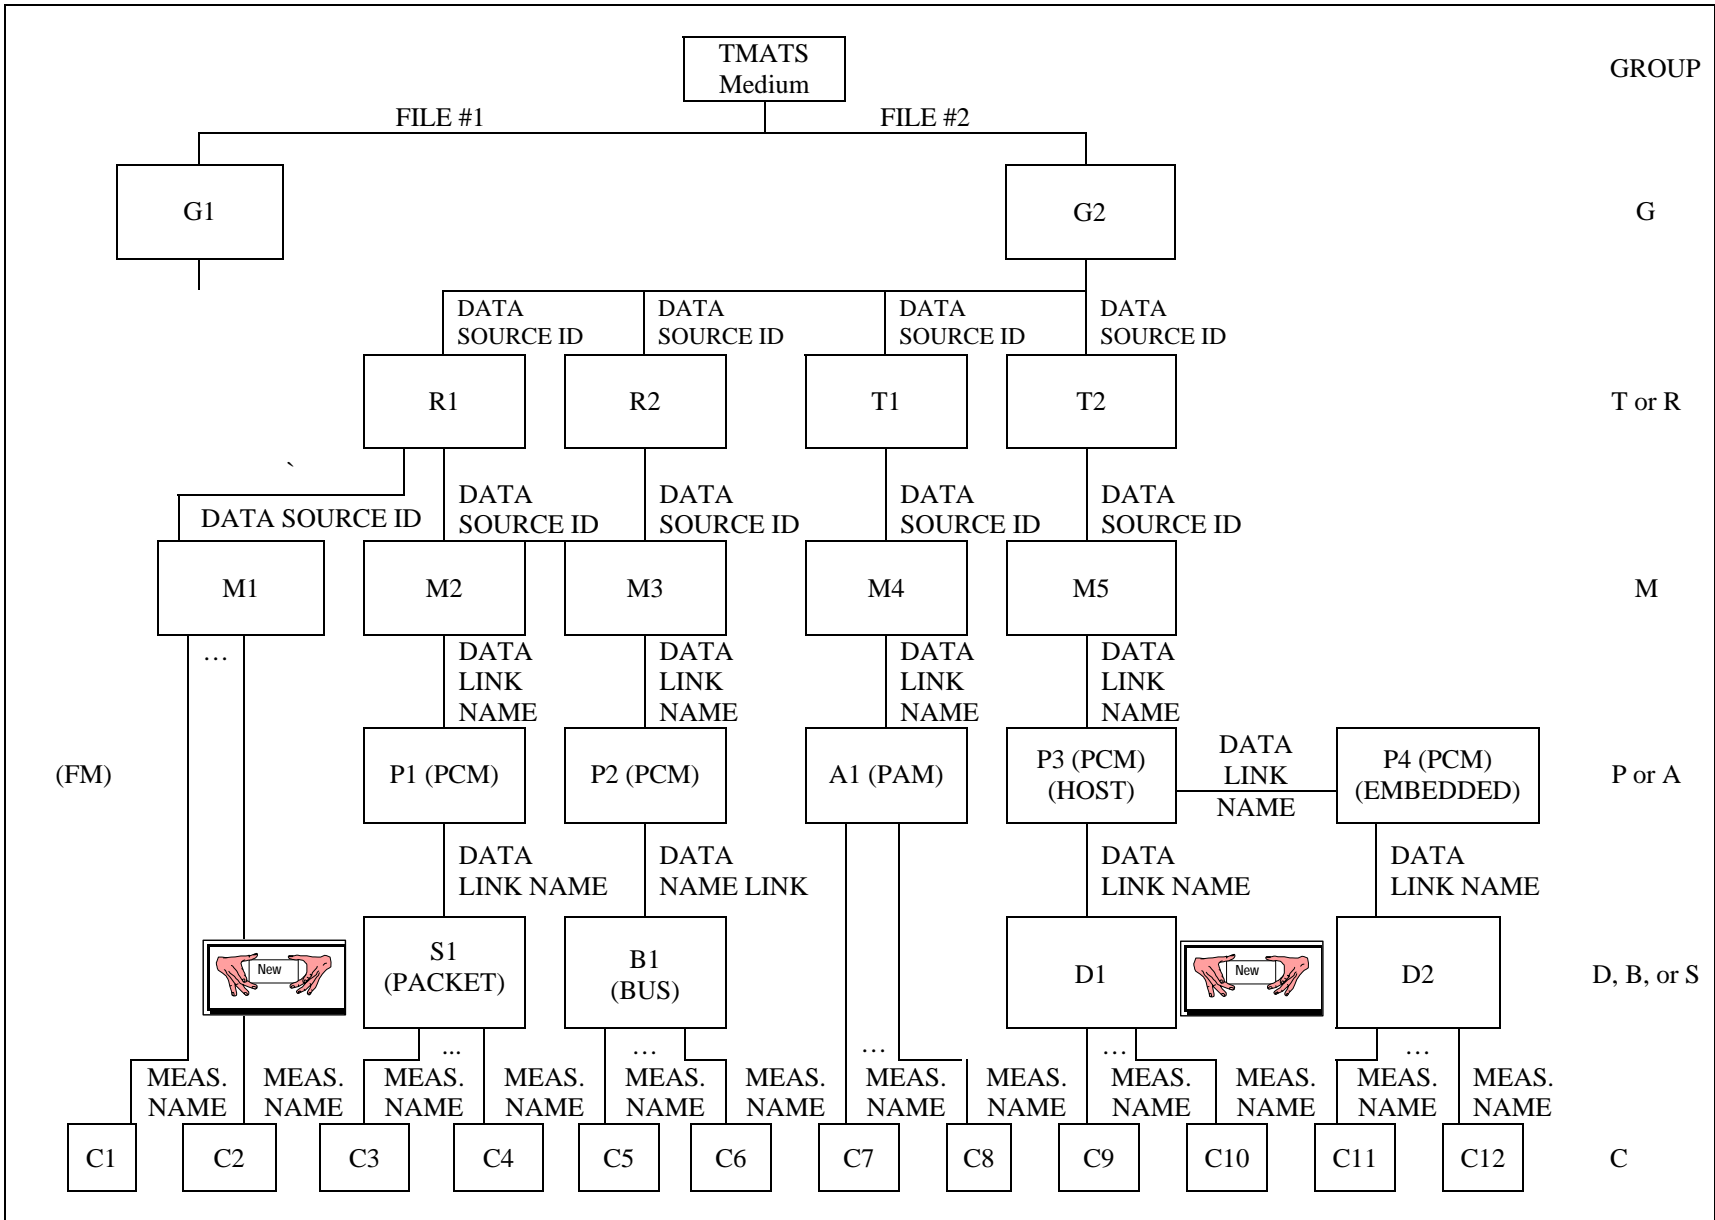 TMATS
Medium
GROUP
FILE #1
FILE #2
G1
G2
G
DATA
SOURCE ID
DATA
SOURCE ID
DATA
SOURCE ID
DATA
SOURCE ID
R1
R2
T1
T2
T or R
`
DATA SOURCE ID
DATA
SOURCE ID
DATA
SOURCE ID
DATA
SOURCE ID
DATA
SOURCE ID
M1
M2
M3
M4
M5
M
…
DATA
LINK
NAME
DATA
LINK
NAME
DATA
LINK
NAME
DATA
LINK
NAME
(FM)
P1 (PCM)
P2 (PCM)
A1 (PAM)
P3 (PCM)
(HOST)
DATA
LINK
NAME
P4 (PCM)
(EMBEDDED)
P or A
DATA
LINK NAME
DATA
NAME LINK
DATA
LINK NAME
DATA
LINK NAME
New
S1
(PACKET)
B1
(BUS)
D1
New
D2
D, B, or S
...
…
…
…
…
MEAS.
NAME
MEAS.
NAME
MEAS.
NAME
MEAS.
NAME
MEAS.
NAME
MEAS.
NAME
MEAS.
NAME
MEAS.
NAME
MEAS.
NAME
MEAS.
NAME
MEAS.
NAME
MEAS.
NAME
C1
C2
C3
C4
C5
C6
C7
C8
C9
C10
C11
C12
C